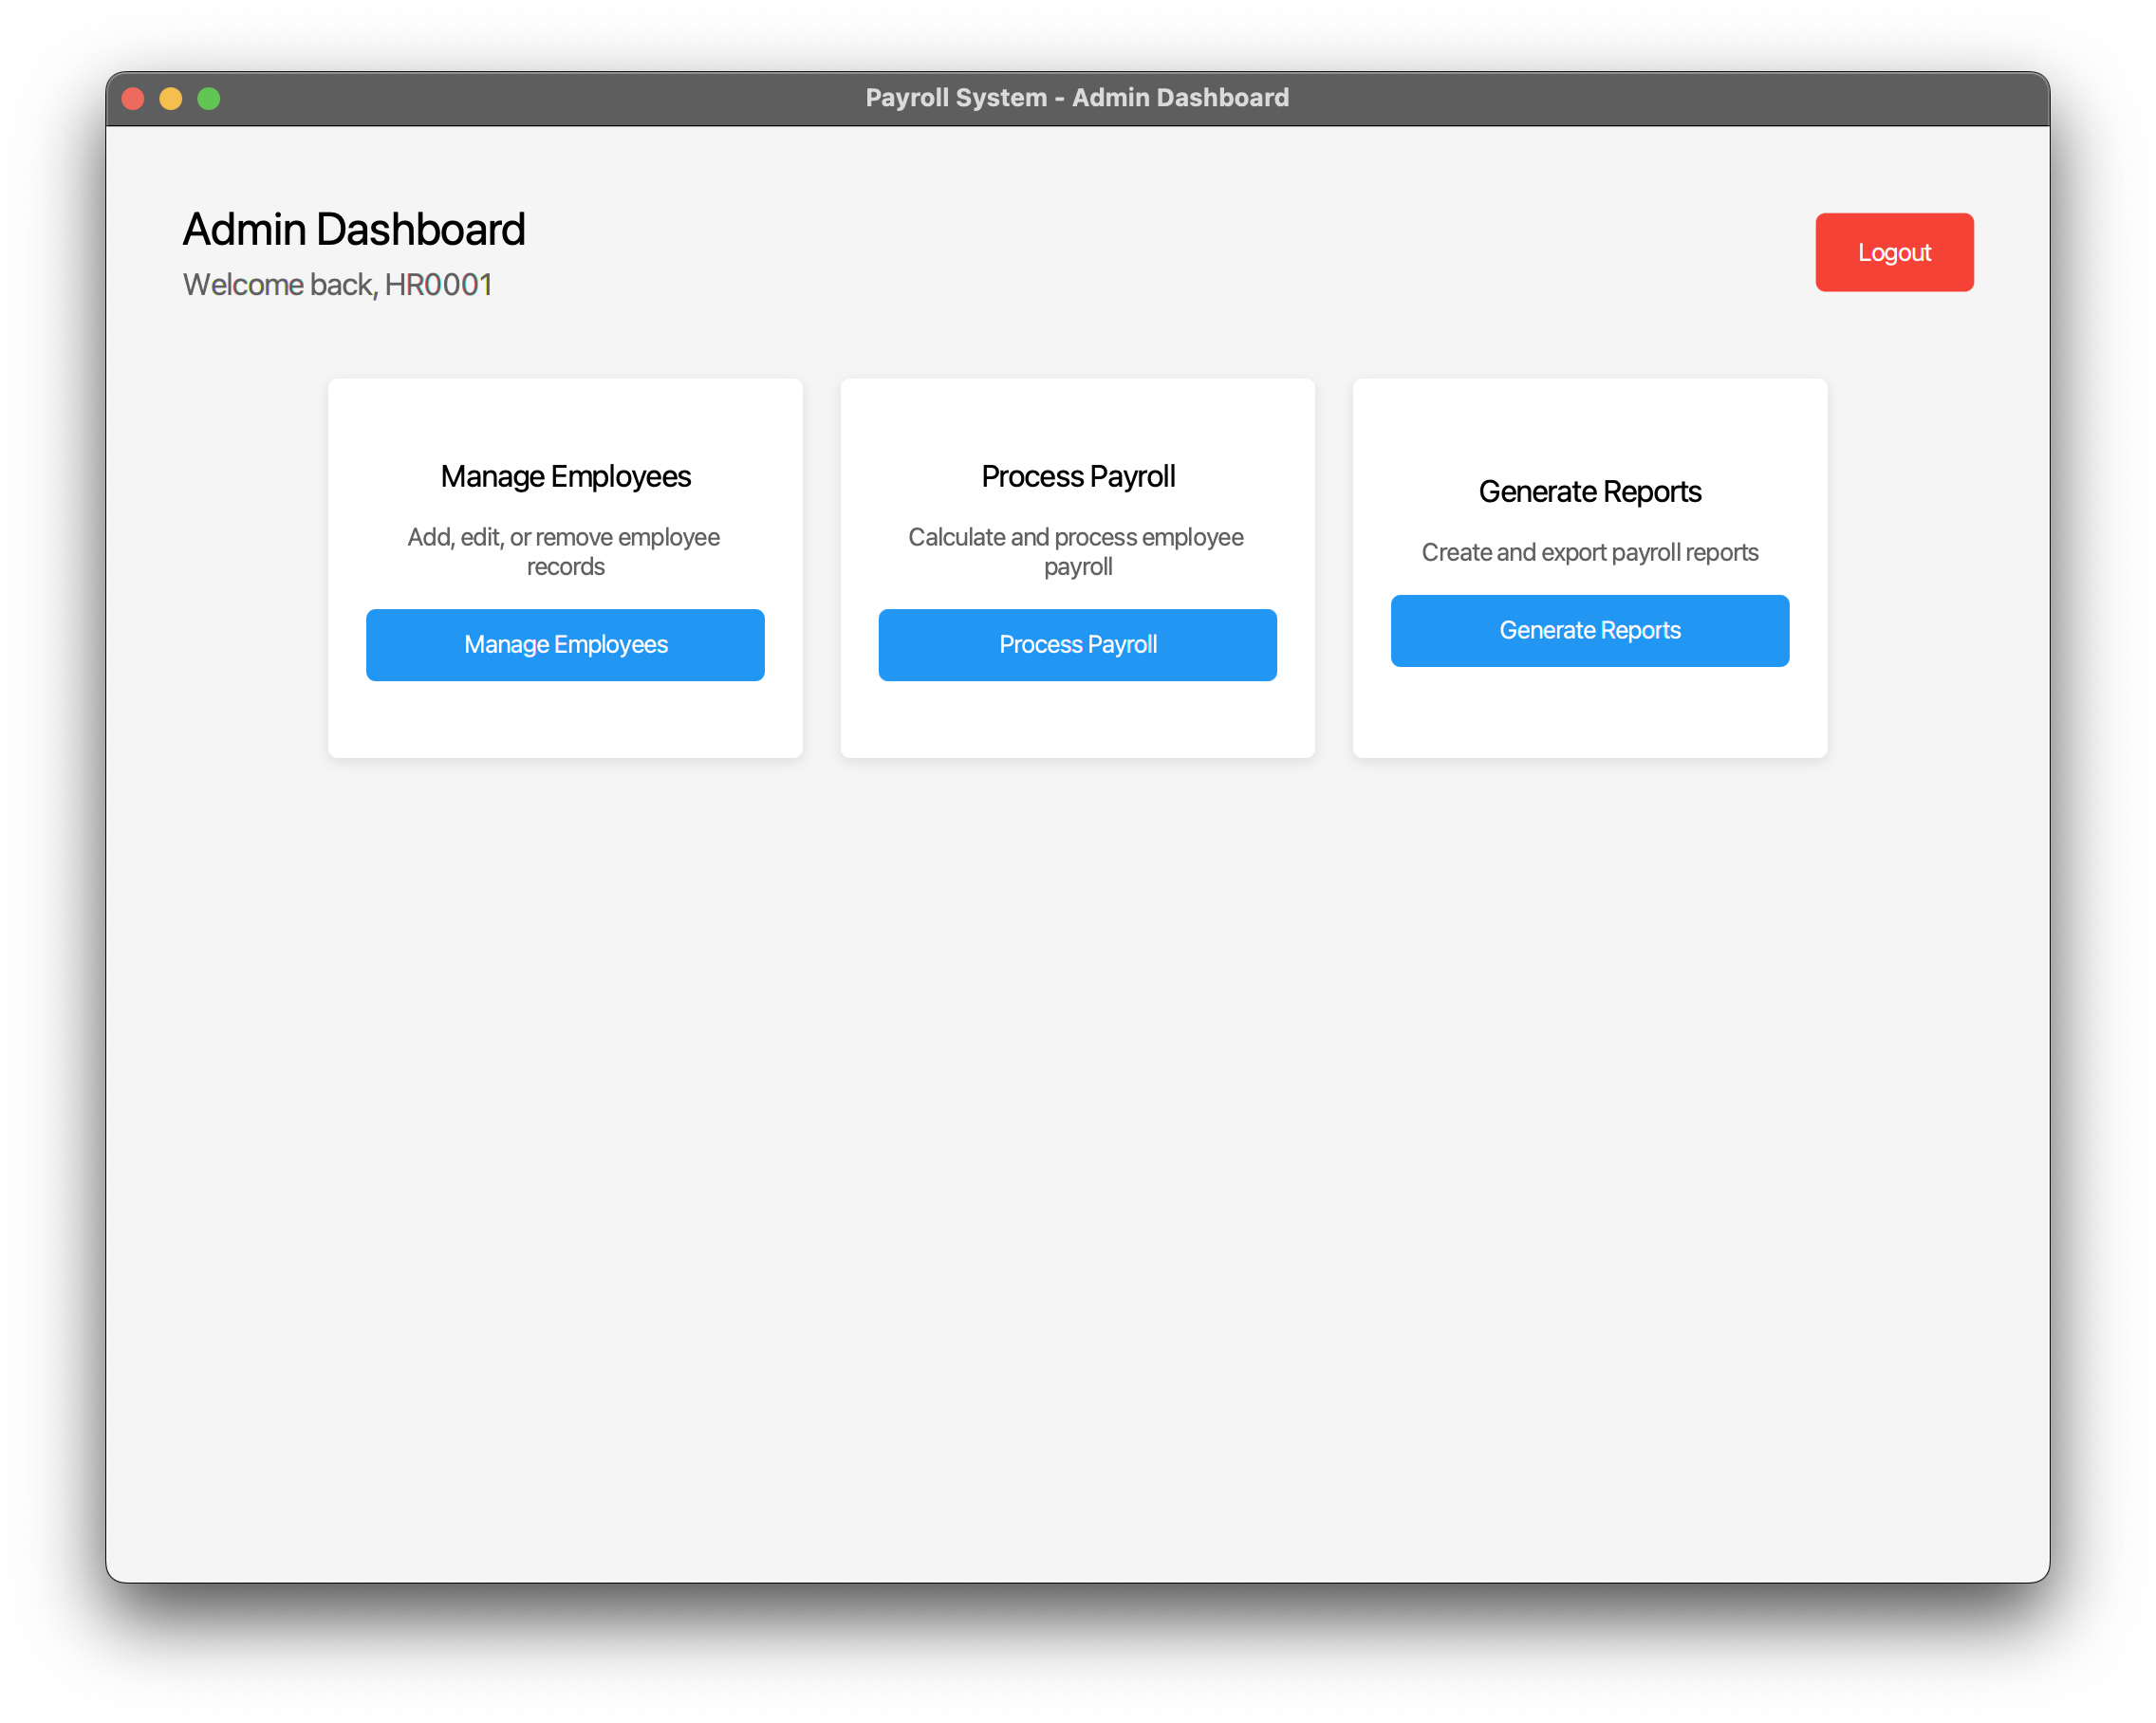 Payroll System - Admin Dashboard
Admin Dashboard
Welcome back, HR0001
Logout
Manage Employees
Add, edit, or remove employee
records
Manage Employees
Process Payroll
Calculate and process employee
payroll
Process Payroll
Generate Reports
Create and export payroll reports
Generate Reports